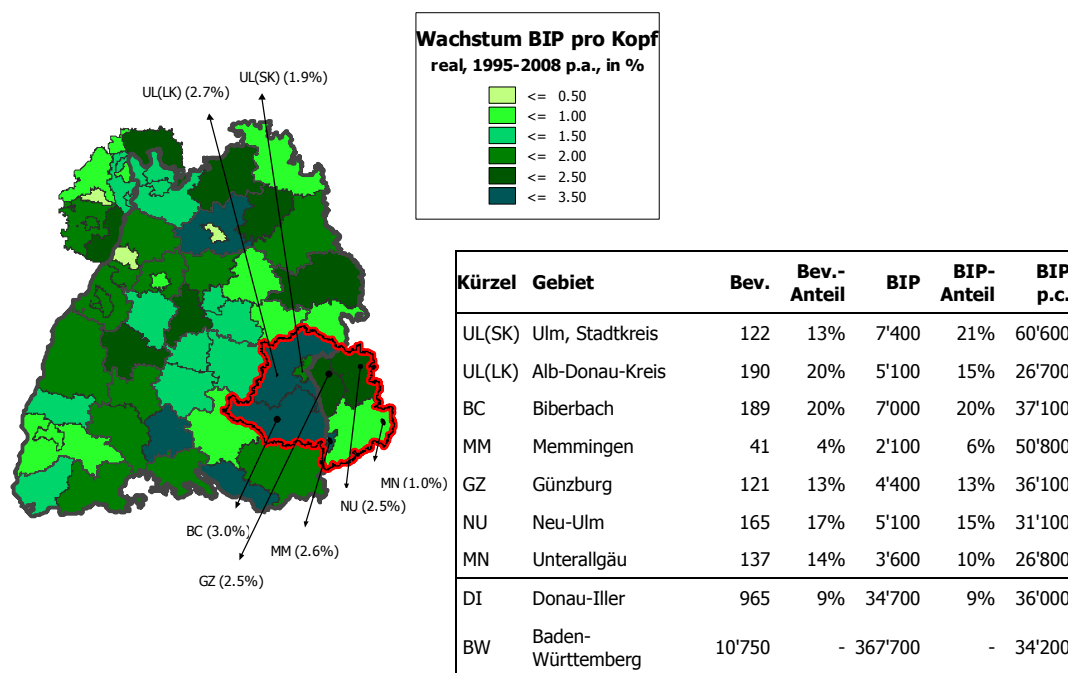 Wachstum BIP pro Kopf
real, 1995-2008 p.a., in %
<= 0.50
<= 1.00
<= 1.50
<= 2.00
<= 2.50
<= 3.50
UL(SK) (1.9%)
UL(LK) (2.7%)
MN (1.0%)
NU (2.5%)
BC (3.0%)
MM (2.6%)
GZ (2.5%)
Kürzel Gebiet Bev. Bev.-Anteil BIP BIP-Anteil BIP p.c.
UL(SK) Ulm, Stadtkreis 122 13% 7'400 21% 60'600
UL(LK) Alb-Donau-Kreis 190 20% 5'100 15% 26'700
BC Biberbach 189 20% 7'000 20% 37'100
MM Memmingen 41 4% 2'100 6% 50'800
GZ Günzburg 121 13% 4'400 13% 36'100
NU Neu-Ulm 165 17% 5'100 15% 31'100
MN Unterallgäu 137 14% 3'600 10% 26'800
DI Donau-Iller 965 9% 34'700 9% 36'000
BW Baden-Württemberg 10'750 - 367'700 - 34'200